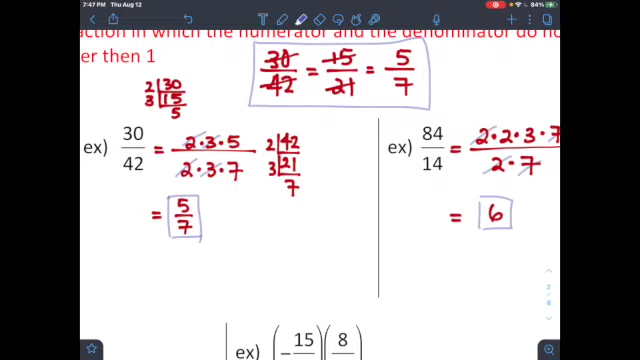 7:47 PM Thu Aug 12
84%
action in which the numerator and the denominator do no
er then 1
30/42 = 15/21 = 5/7
2 | 30
3 | 15
5
ex) 30/42 = 2·3·5 / 2·3·7
2 | 42
3 | 21
7
= 5/7
ex) 84/14 = 2·2·3·7 / 2·7
= 6
2
/
8
ex) (- 15 ) ( 8 )